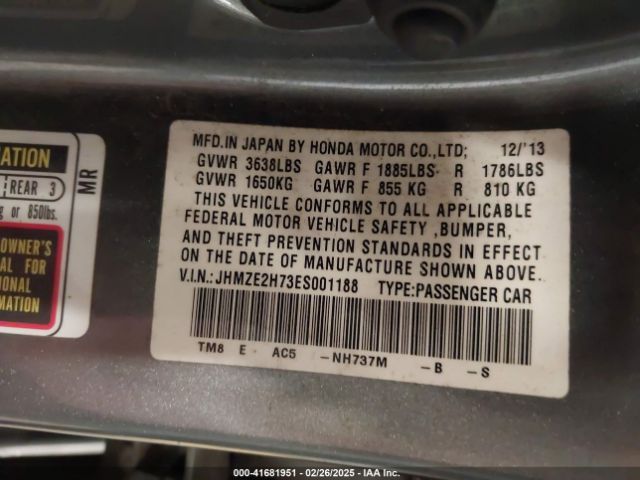 ATION
REAR 3
g or 850lbs.
OWNER'S
AL FOR
IONAL
MATION
MR
MFD.IN JAPAN BY HONDA MOTOR CO.,LTD; 12/'13
GVWR 3638LBS GAWR F 1885LBS R 1786LBS
GVWR 1650KG GAWR F 855 KG R 810 KG
THIS VEHICLE CONFORMS TO ALL APPLICABLE
FEDERAL MOTOR VEHICLE SAFETY ,BUMPER,
AND THEFT PREVENTION STANDARDS IN EFFECT
ON THE DATE OF MANUFACTURE SHOWN ABOVE.
V.I.N.:JHMZE2H73ES001188 TYPE:PASSENGER CAR
TM8 E AC5 -NH737M -B -S
000-41681951 | 02/26/2025 - IAA Inc.